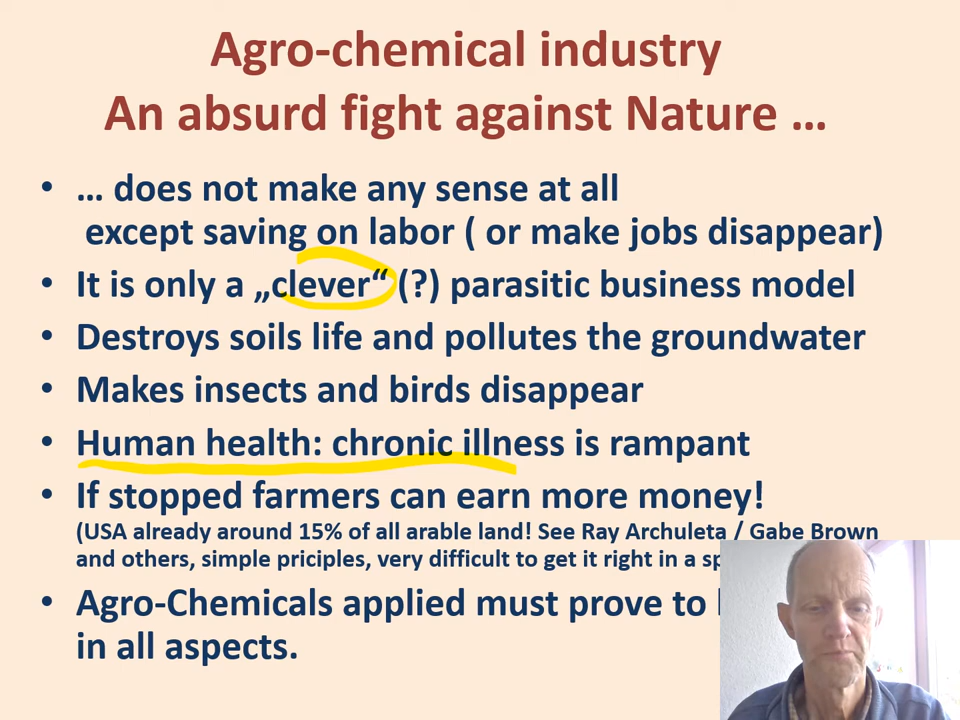 Agro-chemical industry
An absurd fight against Nature …
• … does not make any sense at all
except saving on labor ( or make jobs disappear)
• It is only a „clever“ (?) parasitic business model
• Destroys soils life and pollutes the groundwater
• Makes insects and birds disappear
• Human health: chronic illness is rampant
• If stopped farmers can earn more money!
(USA already around 15% of all arable land! See Ray Archuleta / Gabe Brown
and others, simple priciples, very difficult to get it right in a
• Agro-Chemicals applied must prove to
in all aspects.